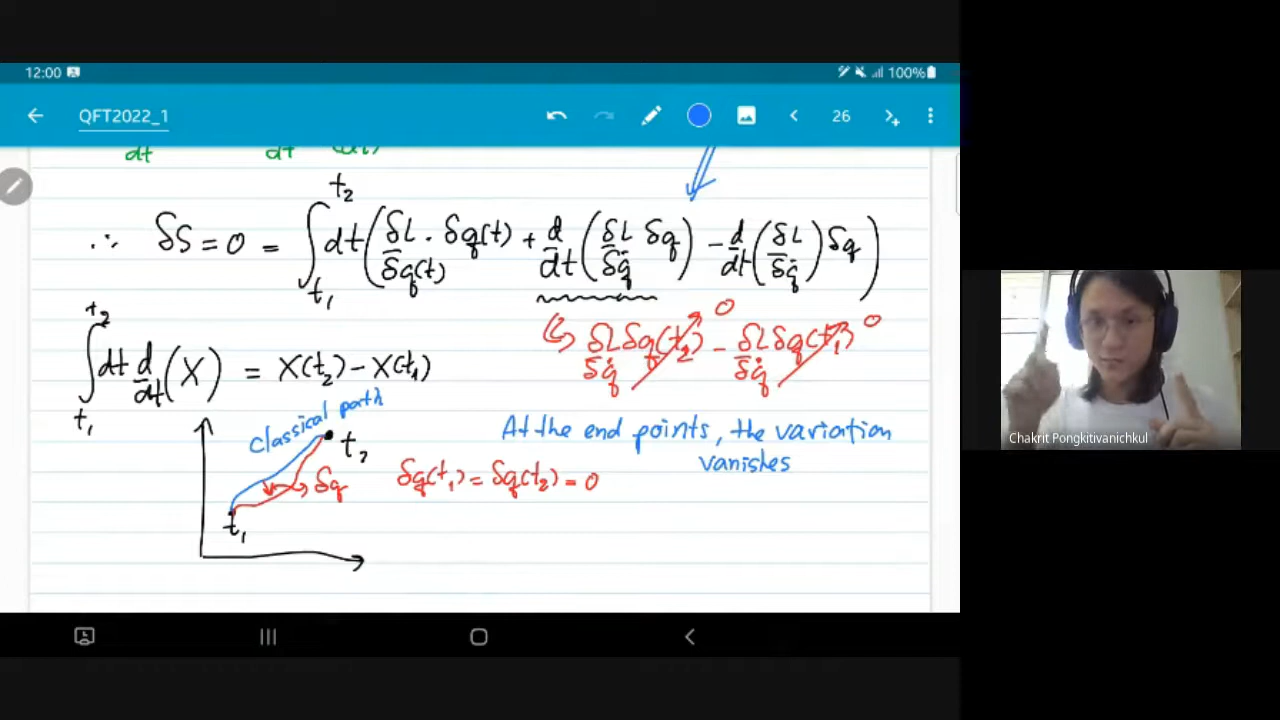 12:00 100%
QFT2022_1 26
dt dt
∴ δS = 0 = ∫_{t₁}^{t₂} dt ( δL/δq(t) · δq(t) + d/dt ( δL/δq̇ δq ) − d/dt ( δL/δq̇ ) δq )
↳ δL/δq̇ δq(t₂) 0 − δL/δq̇ δq(t₁) 0
∫_{t₁}^{t₂} dt d/dt (X) = X(t₂) − X(t₁)
Classical path
t₂
At the end points, the variation
vanishes
δq
δq(t₁) = δq(t₂) = 0
t₁
Chakrit Pongkitivanichkul